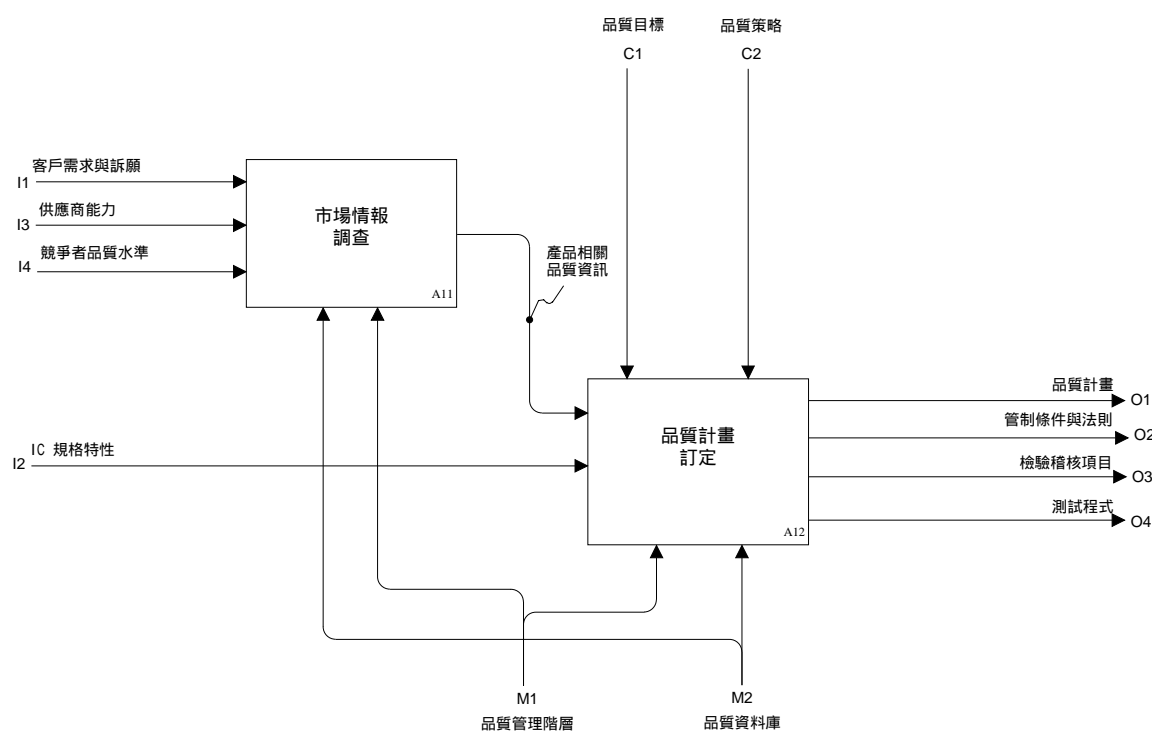 品質目標
品質策略
C1
C2
客戶需求與訴願
I1
供應商能力
I3
競爭者品質水準
I4
市場情報
調查
A11
產品相關
品質資訊
品質計畫
O1
管制條件與法則
O2
檢驗稽核項目
O3
測試程式
O4
IC 規格特性
I2
品質計畫
訂定
A12
M1
M2
品質管理階層
品質資料庫